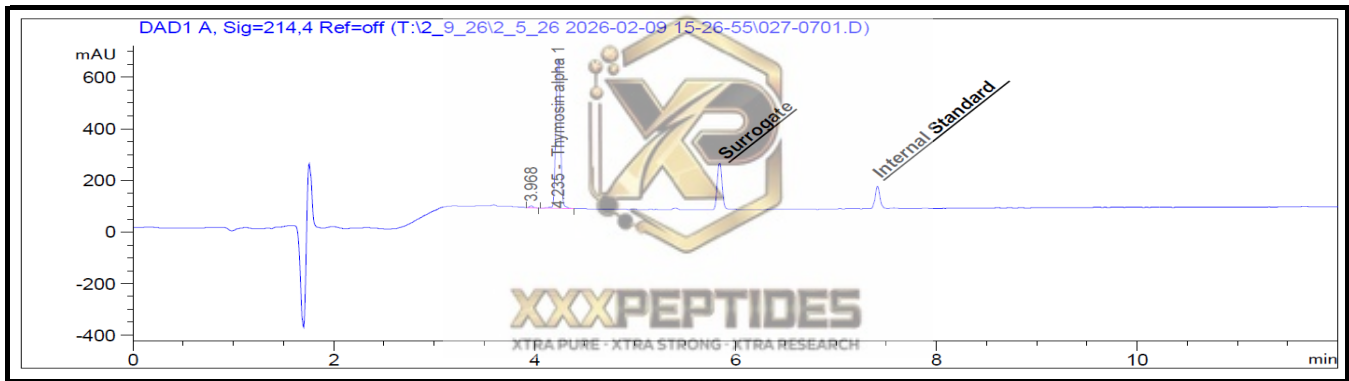 DAD1 A, Sig=214,4 Ref=off (T:\2_9_26\2_5_26 2026-02-09 15-26-55\027-0701.D)
mAU
600
400
200
0
-200
-400
3.968
4.235 - Thymosin alpha 1
Surrogate
Internal Standard
XP
XXXPEPTIDES
XTRA PURE · XTRA STRONG · XTRA RESEARCH
0
2
4
6
8
10
min